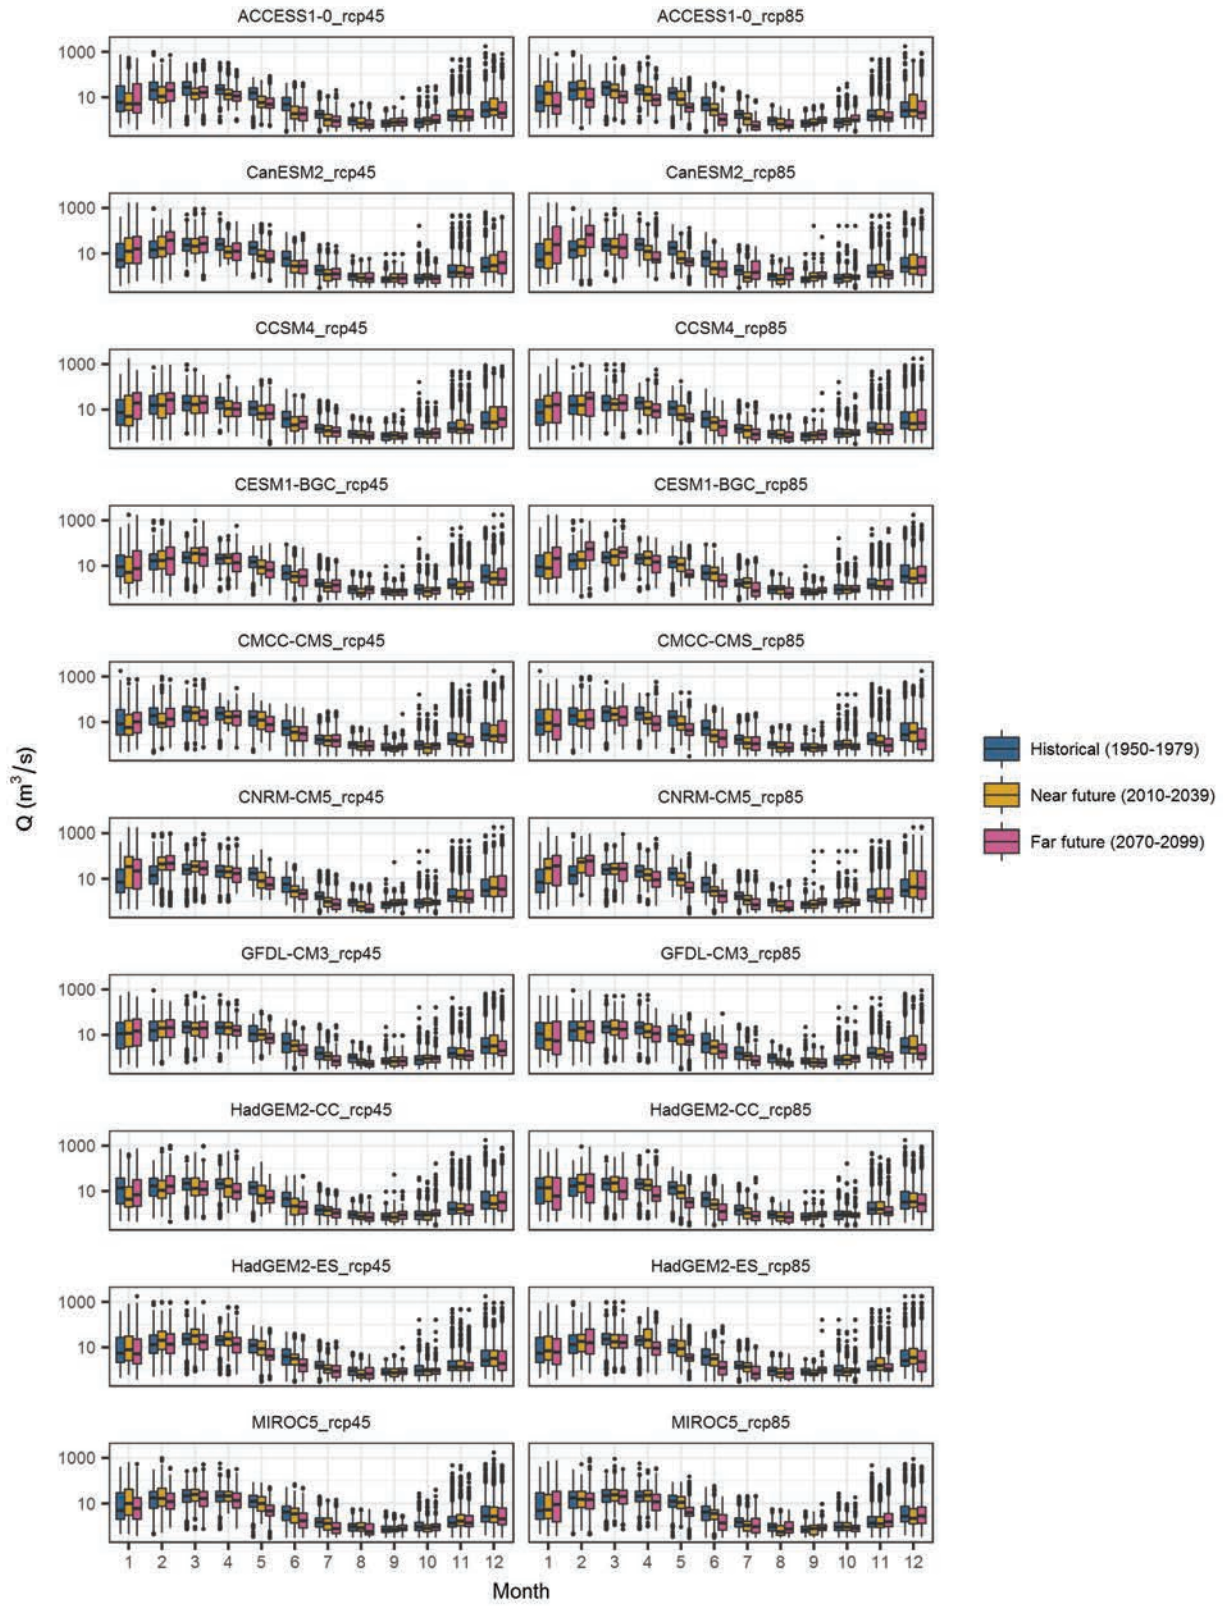 ACCESS1-0_rcp45 ACCESS1-0_rcp85
1000
10
CanESM2_rcp45 CanESM2_rcp85
1000
10
CCSM4_rcp45 CCSM4_rcp85
1000
10
CESM1-BGC_rcp45 CESM1-BGC_rcp85
1000
10
CMCC-CMS_rcp45 CMCC-CMS_rcp85
1000
10
Q (m³/s)
Historical (1950-1979)
Near future (2010-2039)
Far future (2070-2099)
CNRM-CM5_rcp45 CNRM-CM5_rcp85
1000
10
GFDL-CM3_rcp45 GFDL-CM3_rcp85
1000
10
HadGEM2-CC_rcp45 HadGEM2-CC_rcp85
1000
10
HadGEM2-ES_rcp45 HadGEM2-ES_rcp85
1000
10
MIROC5_rcp45 MIROC5_rcp85
1000
10
1 2 3 4 5 6 7 8 9 10 11 12 1 2 3 4 5 6 7 8 9 10 11 12
Month